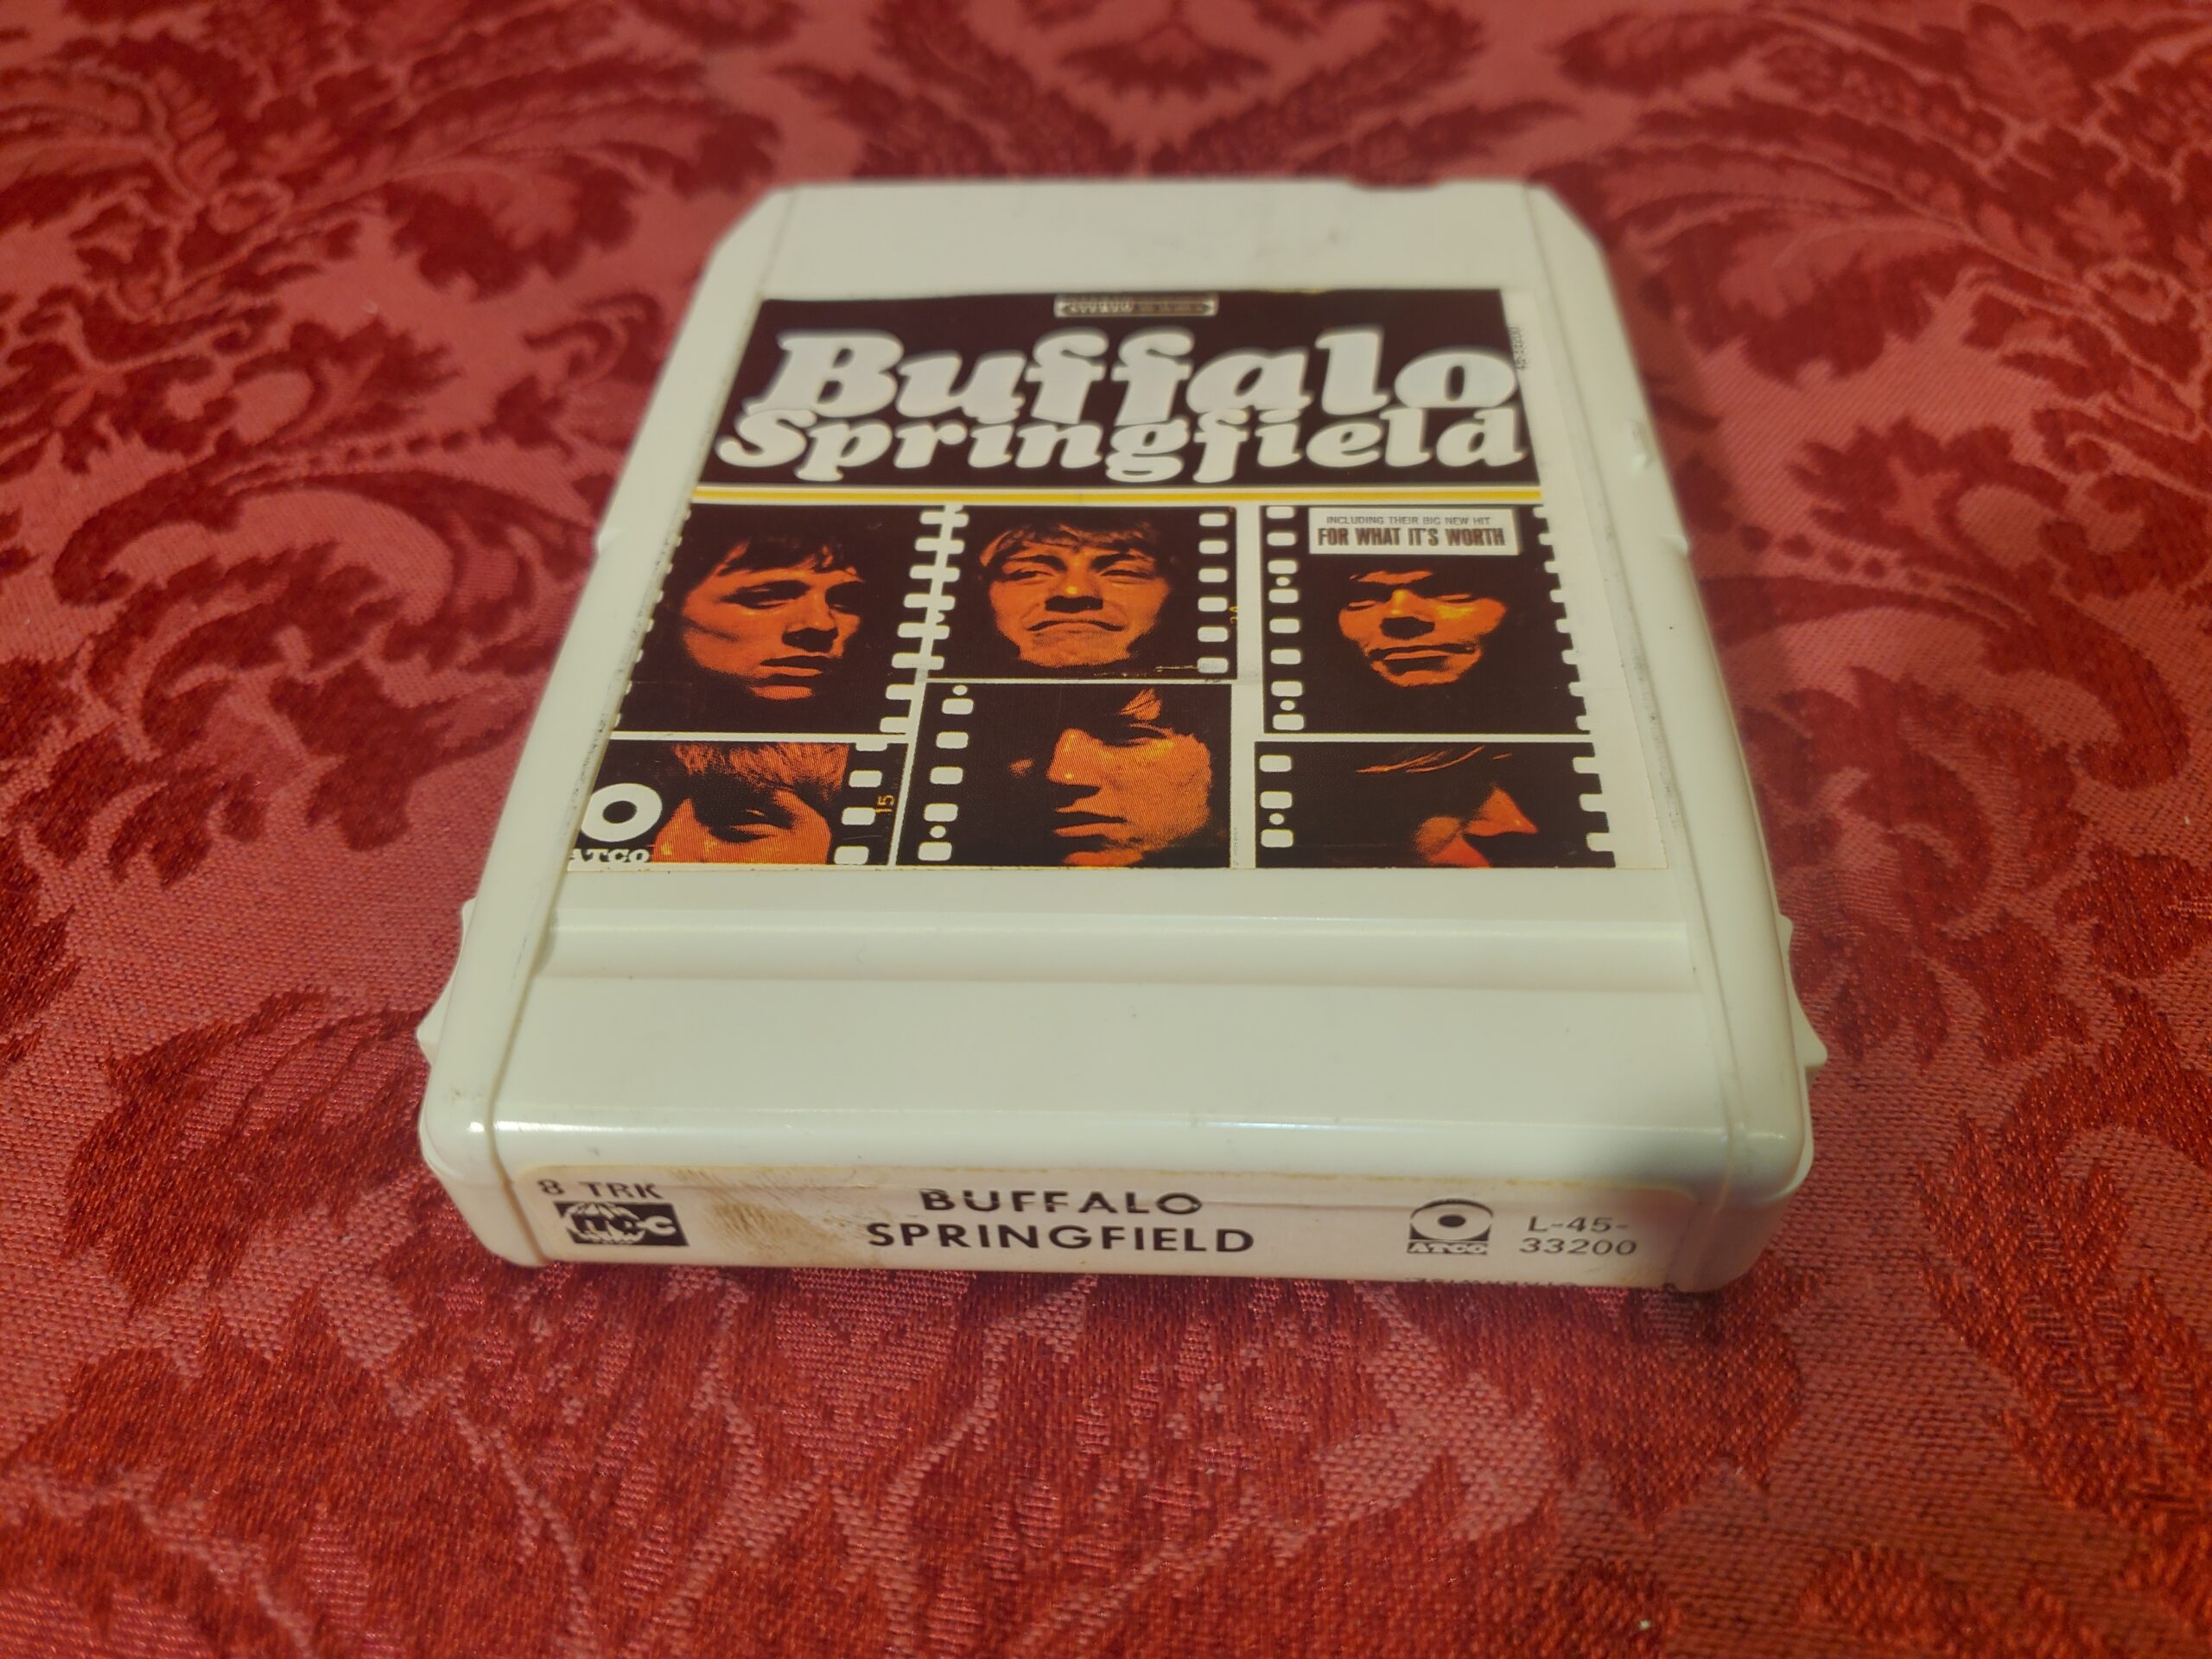 Buffalo
Springfield
INCLUDING THEIR BIG NEW HIT
FOR WHAT IT'S WORTH
15
ATCO
8 TRK
BUFFALO
SPRINGFIELD
ATCO
L-45-
33200